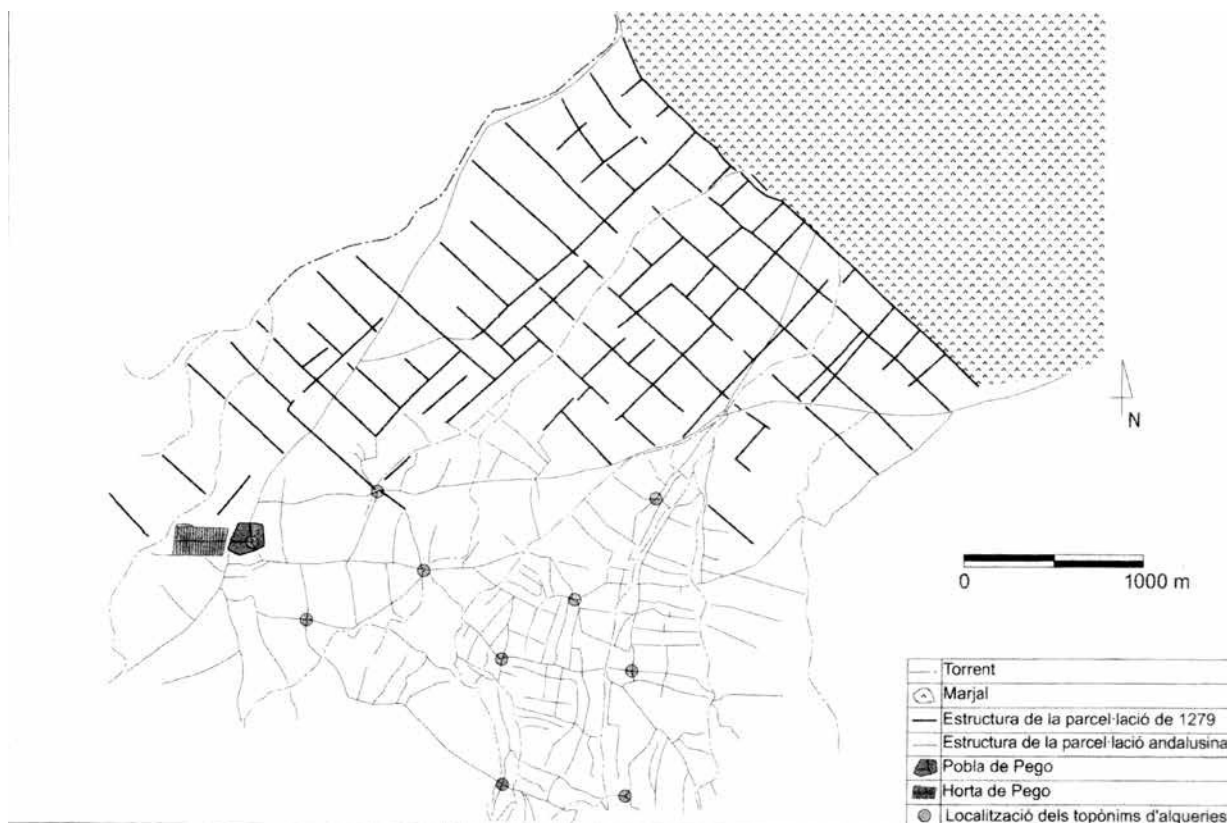 N
0 1000 m
Torrent
Marjal
Estructura de la parcel·lació de 1279
Estructura de la parcel·lació andalusina
Pobla de Pego
Horta de Pego
Localització dels topònims d'alqueries